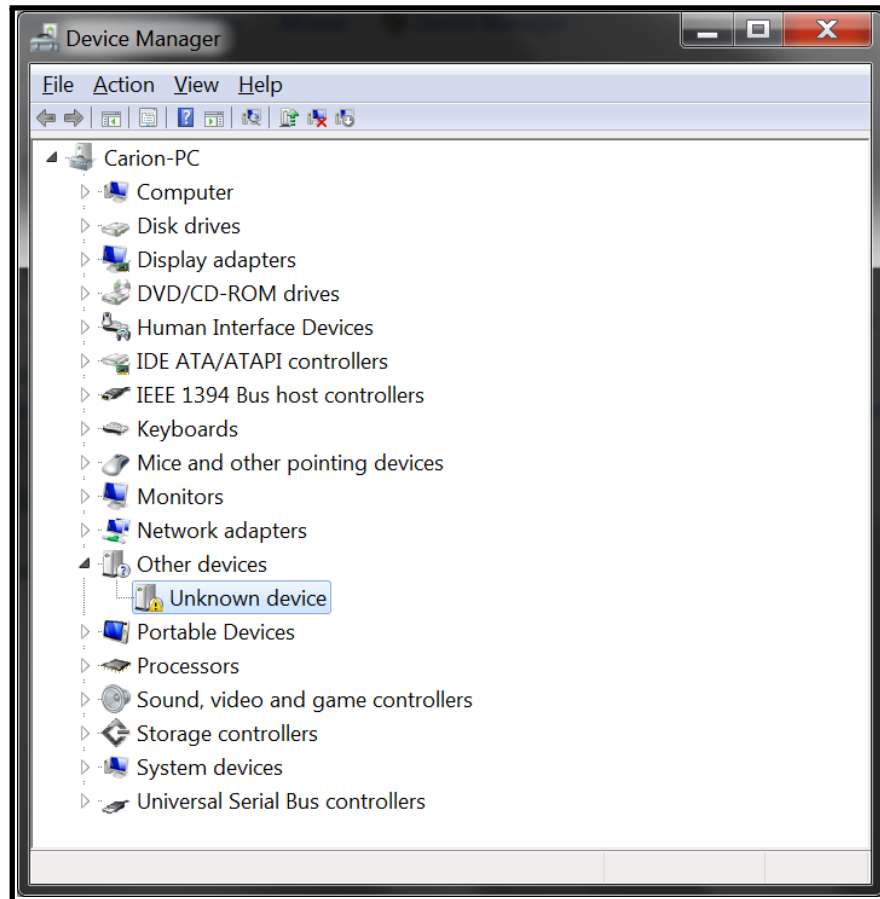 Device Manager
File Action View Help
Carion-PC
Computer
Disk drives
Display adapters
DVD/CD-ROM drives
Human Interface Devices
IDE ATA/ATAPI controllers
IEEE 1394 Bus host controllers
Keyboards
Mice and other pointing devices
Monitors
Network adapters
Other devices
Unknown device
Portable Devices
Processors
Sound, video and game controllers
Storage controllers
System devices
Universal Serial Bus controllers